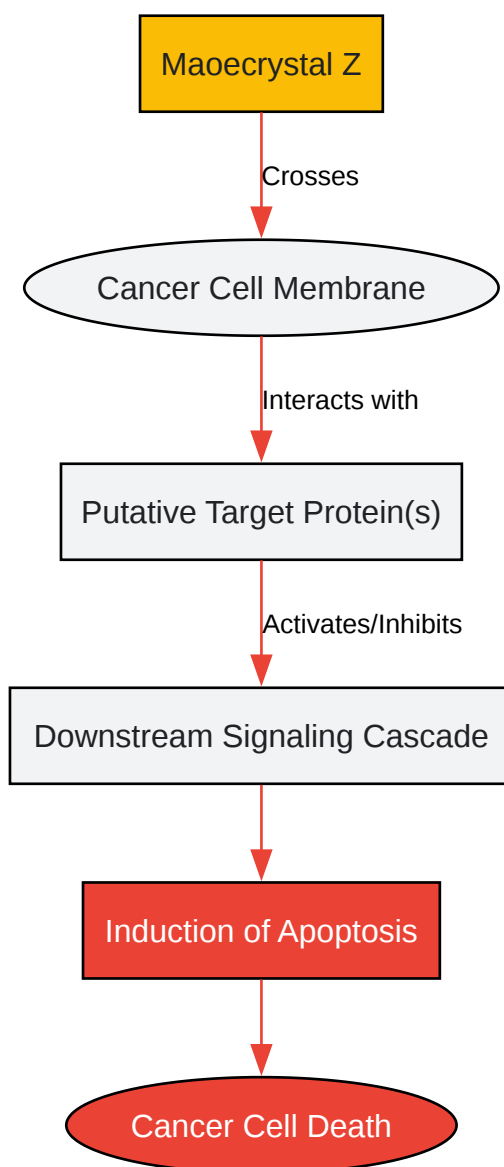 Maoecrystal Z
Crosses
Cancer Cell Membrane
Interacts with
Putative Target Protein(s)
Activates/Inhibits
Downstream Signaling Cascade
Induction of Apoptosis
Cancer Cell Death